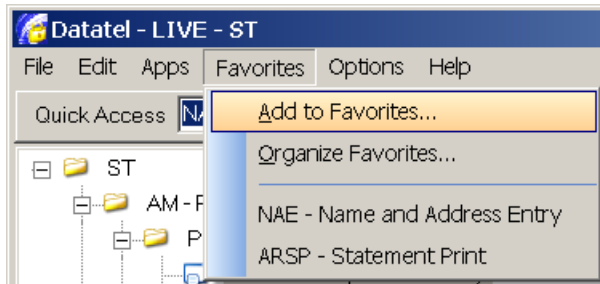 Datatel - LIVE - ST
File Edit Apps Favorites Options Help
Quick Access
Add to Favorites...
Organize Favorites...
ST
AM-
NAE - Name and Address Entry
ARSP - Statement Print